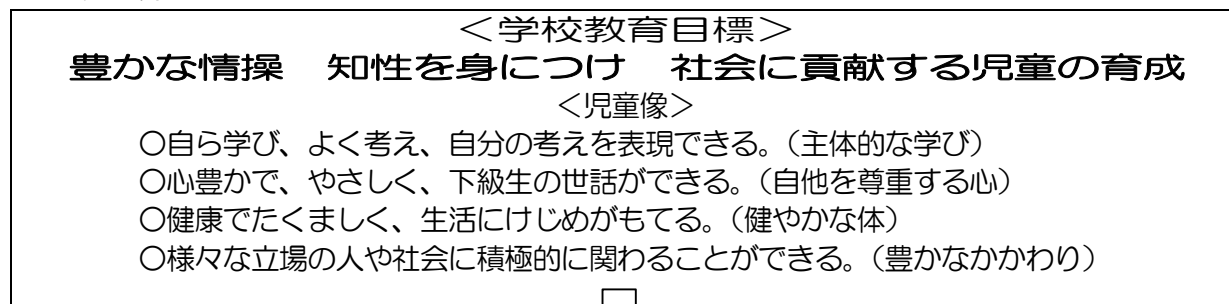 ＜学校教育目標＞
豊かな情操　知性を身につけ　社会に貢献する児童の育成
＜児童像＞
○自ら学び、よく考え、自分の考えを表現できる。（主体的な学び）
○心豊かで、やさしく、下級生の世話ができる。（自他を尊重する心）
○健康でたくましく、生活にけじめがもてる。（健やかな体）
○様々な立場の人や社会に積極的に関わることができる。（豊かなかかわり）